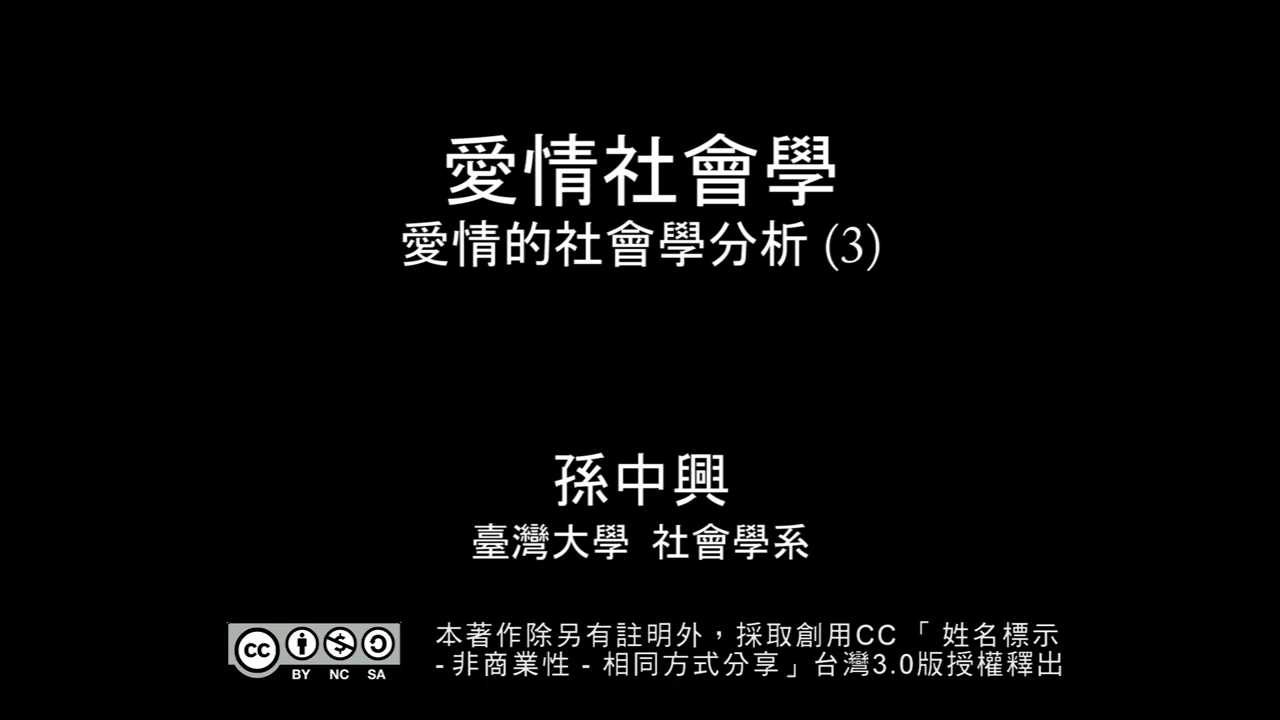 愛情社會學
愛情的社會學分析 (3)
孫中興
臺灣大學 社會學系
本著作除另有註明外，採取創用CC「 姓名標示
- 非商業性 - 相同方式分享」台灣3.0版授權釋出
cc
BY NC SA